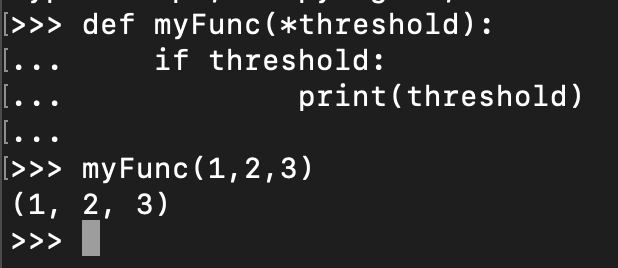 >>> def myFunc(*threshold):
...     if threshold:
...             print(threshold)
...
>>> myFunc(1,2,3)
(1, 2, 3)
>>>